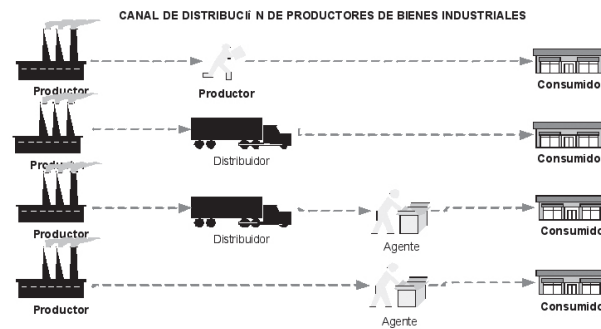 CANAL DE DISTRIBUCIÍ N DE PRODUCTORES DE BIENES INDUSTRIALES
Productor
Productor
Consumido
Productor
Distribuidor
Consumido
Productor
Distribuidor
Agente
Consumido
Productor
Agente
Consumido